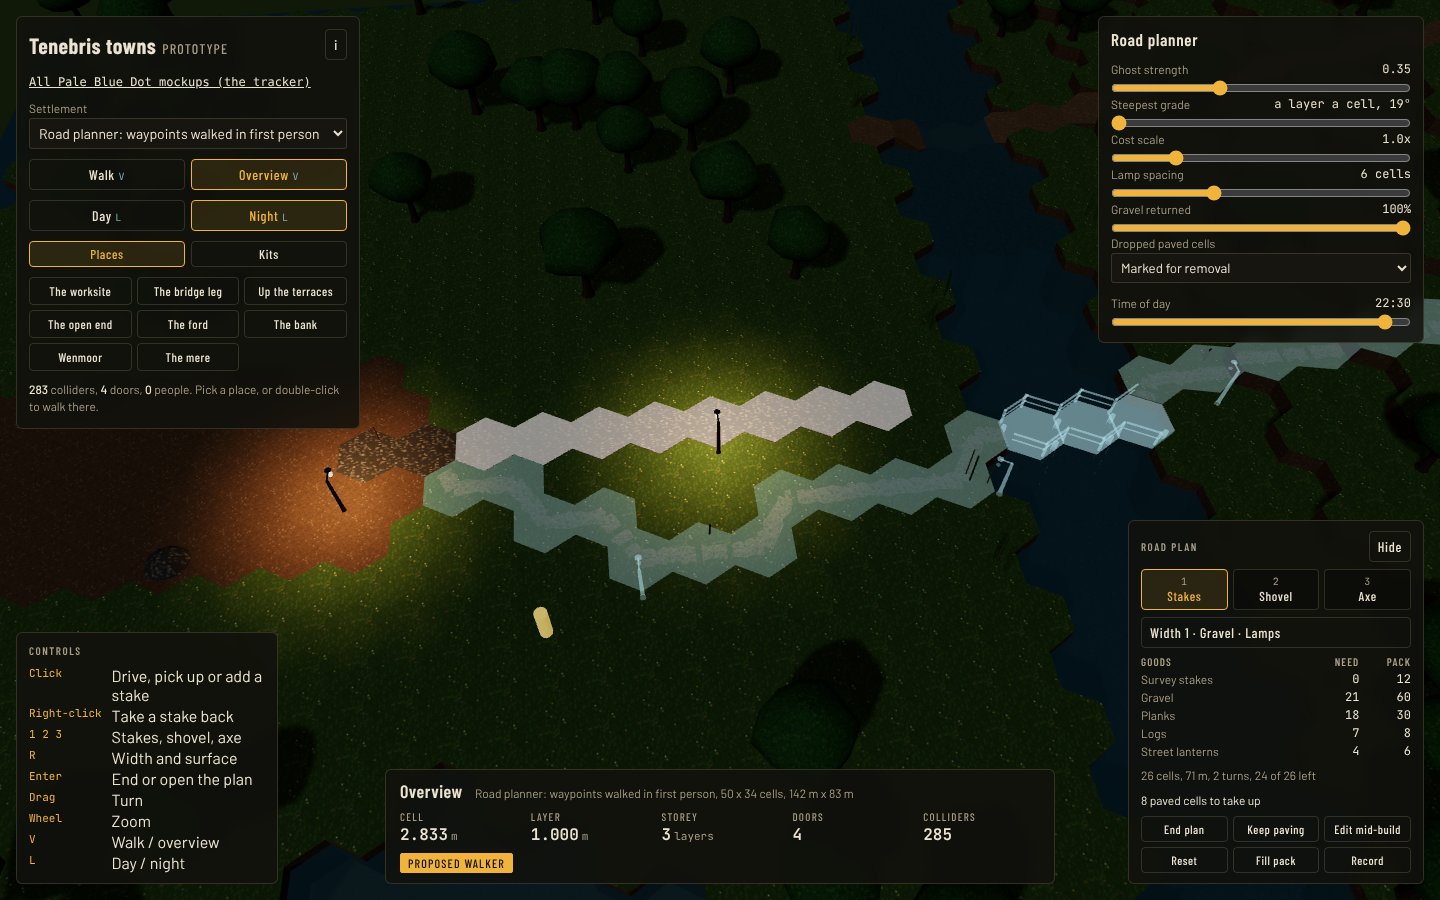 Tenebris towns PROTOTYPE
i
All Pale Blue Dot mockups (the tracker)
Settlement
Road planner: waypoints walked in first person
Walk V
Overview V
Day L
Night L
Places
Kits
The worksite
The bridge leg
Up the terraces
The open end
The ford
The bank
Wenmoor
The mere
283 colliders, 4 doors, 0 people. Pick a place, or double-click
to walk there.
Road planner
Ghost strength 0.35
Steepest grade a layer a cell, 19°
Cost scale 1.0x
Lamp spacing 6 cells
Gravel returned 100%
Dropped paved cells
Marked for removal
Time of day 22:30
CONTROLS
Click Drive, pick up or add a
stake
Right-click Take a stake back
1 2 3 Stakes, shovel, axe
R Width and surface
Enter End or open the plan
Drag Turn
Wheel Zoom
V Walk / overview
L Day / night
Overview Road planner: waypoints walked in first person, 50 x 34 cells, 142 m x 83 m
CELL LAYER STOREY DOORS COLLIDERS
2.833 m 1.000 m 3 layers 4 285
PROPOSED WALKER
ROAD PLAN
Hide
1 2 3
Stakes Shovel Axe
Width 1 · Gravel · Lamps
GOODS NEED PACK
Survey stakes 0 12
Gravel 21 60
Planks 18 30
Logs 7 8
Street lanterns 4 6
26 cells, 71 m, 2 turns, 24 of 26 left
8 paved cells to take up
End plan
Keep paving
Edit mid-build
Reset
Fill pack
Record